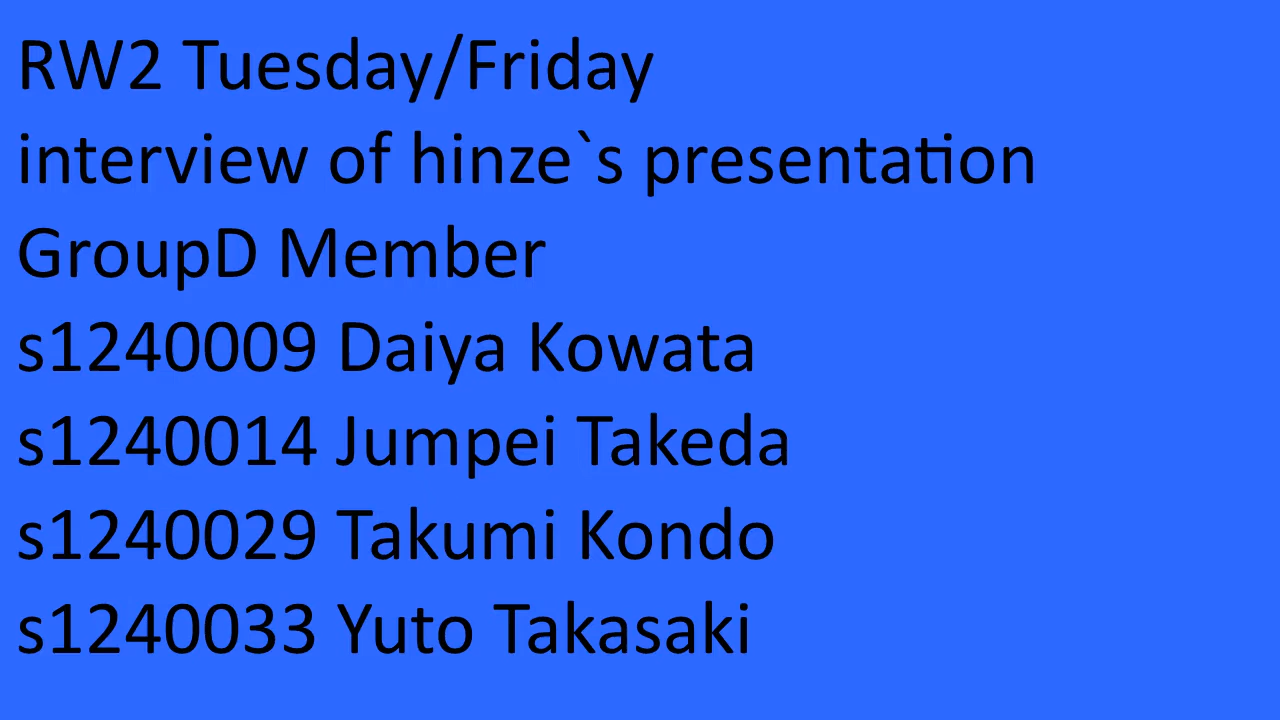 RW2 Tuesday/Friday
interview of hinze`s presentation
GroupD Member
s1240009 Daiya Kowata
s1240014 Jumpei Takeda
s1240029 Takumi Kondo
s1240033 Yuto Takasaki